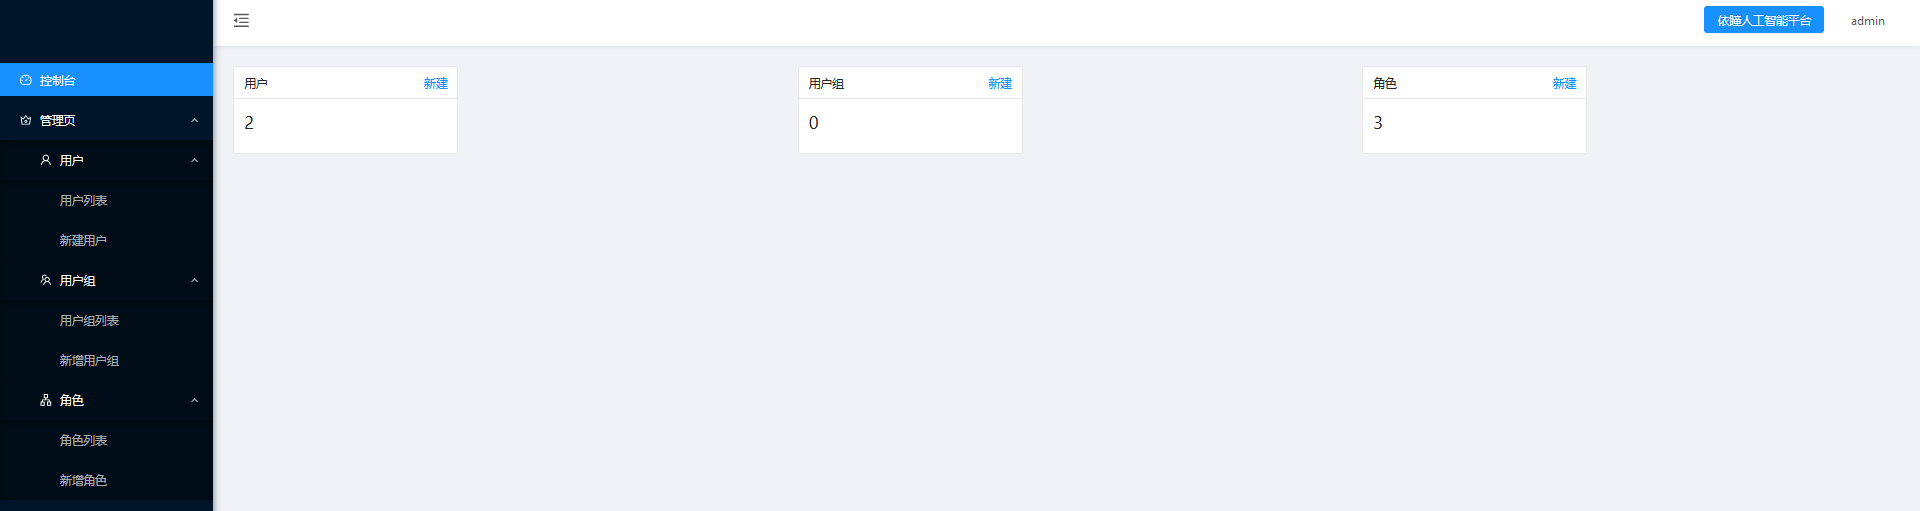 依瞳人工智能平台
admin
控制台
管理页
用户
用户列表
新建用户
用户组
用户组列表
新增用户组
角色
角色列表
新增角色
用户
新建
2
用户组
新建
0
角色
新建
3